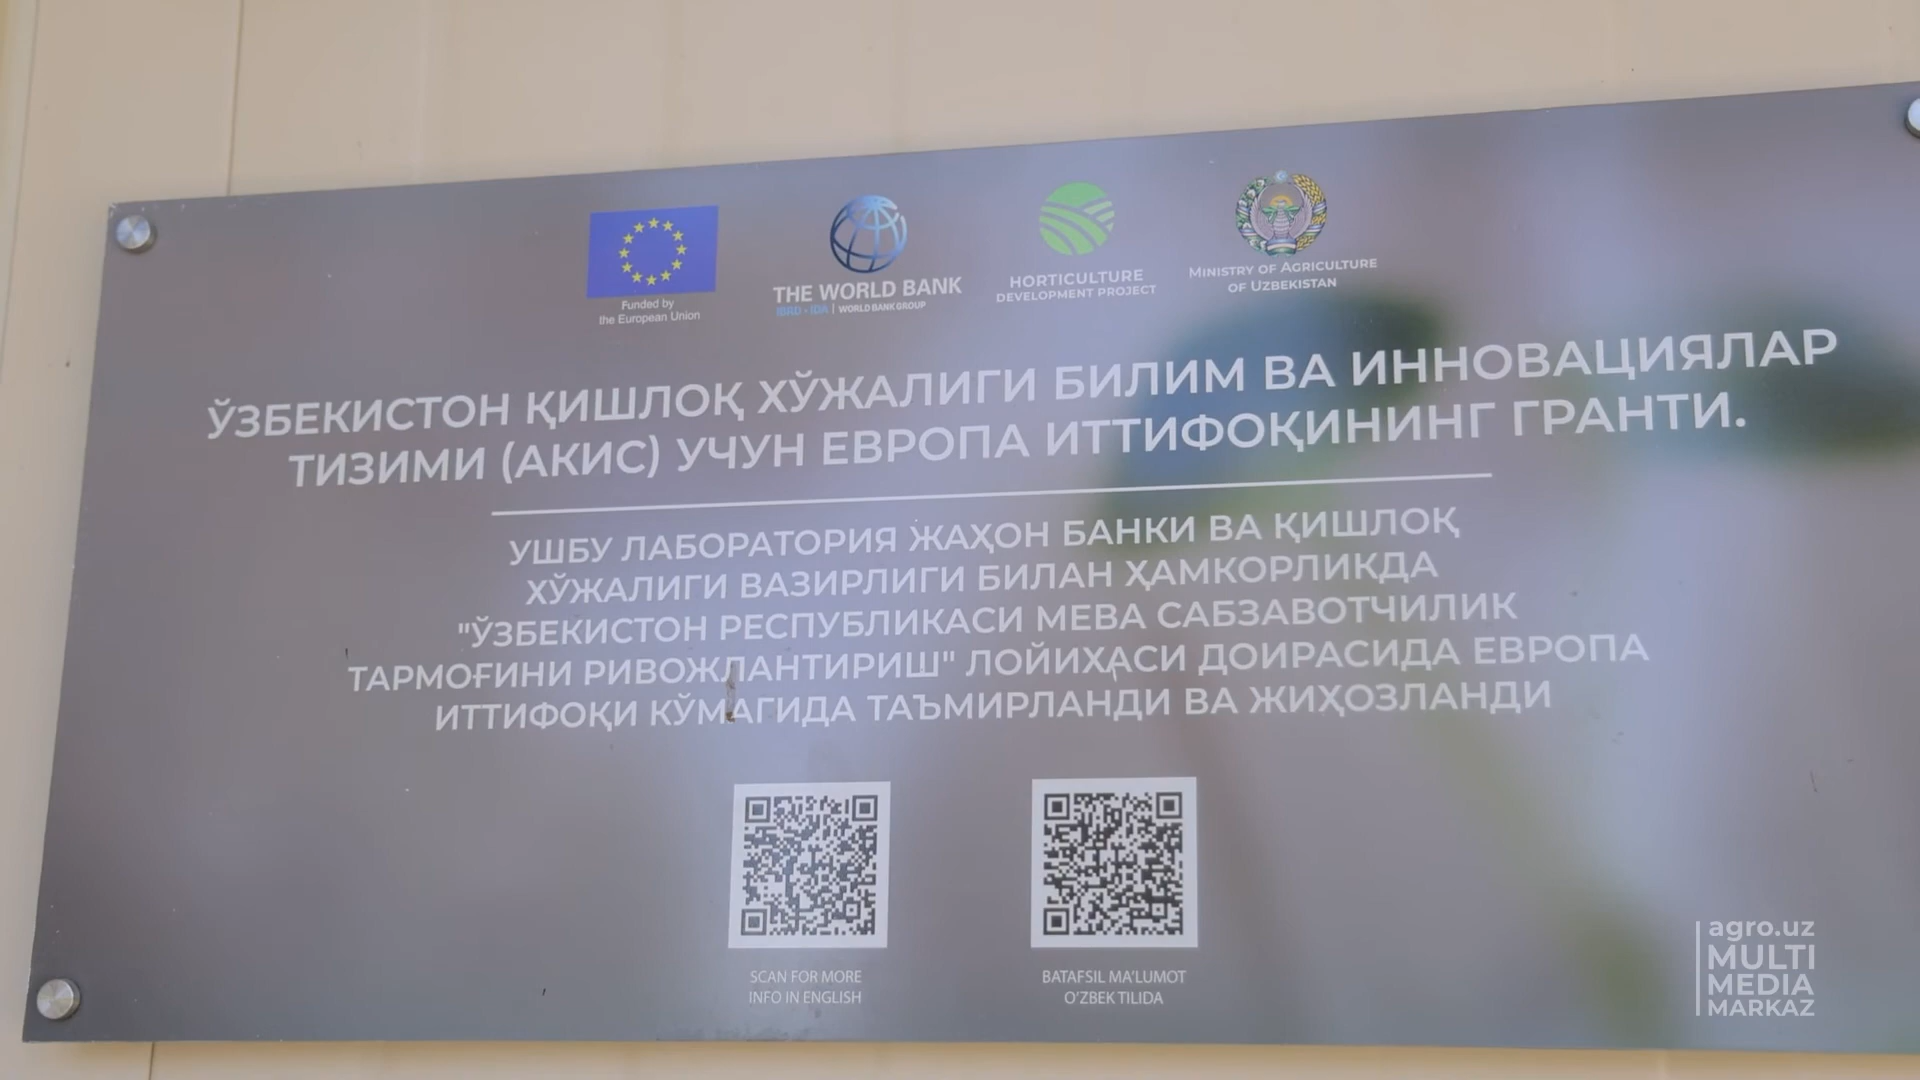 Funded by
the European Union
THE WORLD BANK
IBRD • IDA | WORLD BANK GROUP
HORTICULTURE
DEVELOPMENT PROJECT
MINISTRY OF AGRICULTURE
OF UZBEKISTAN
ЎЗБЕКИСТОН ҚИШЛОҚ ХЎЖАЛИГИ БИЛИМ ВА ИННОВАЦИЯЛАР
ТИЗИМИ (АКИС) УЧУН ЕВРОПА ИТТИФОҚИНИНГ ГРАНТИ.
УШБУ ЛАБОРАТОРИЯ ЖАҲОН БАНКИ ВА ҚИШЛОҚ
ХЎЖАЛИГИ ВАЗИРЛИГИ БИЛАН ҲАМКОРЛИКДА
"ЎЗБЕКИСТОН РЕСПУБЛИКАСИ МЕВА САБЗАВОТЧИЛИК
ТАРМОҒИНИ РИВОЖЛАНТИРИШ" ЛОЙИҲАСИ ДОИРАСИДА ЕВРОПА
ИТТИФОҚИ КЎМАГИДА ТАЪМИРЛАНДИ ВА ЖИҲОЗЛАНДИ
SCAN FOR MORE
INFO IN ENGLISH
BATAFSIL MA'LUMOT
O'ZBEK TILIDA
agro.uz
MULTI
MEDIA
MARKAZ